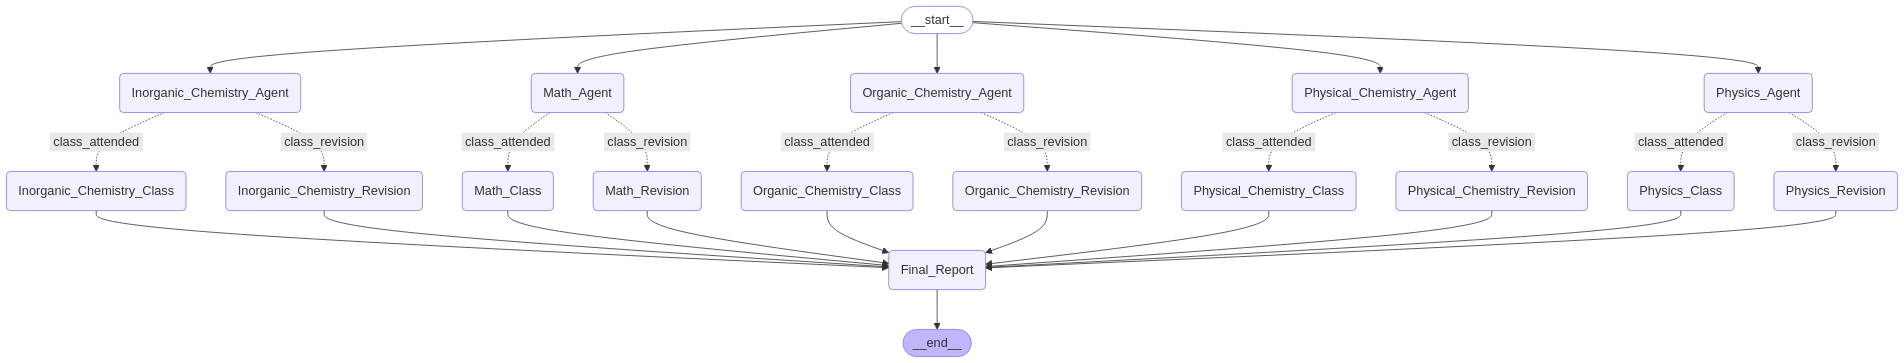 __start__
Inorganic_Chemistry_Agent
Math_Agent
Organic_Chemistry_Agent
Physical_Chemistry_Agent
Physics_Agent
class_attended
class_revision
class_attended
class_revision
class_attended
class_revision
class_attended
class_revision
class_attended
class_revision
Inorganic_Chemistry_Class
Inorganic_Chemistry_Revision
Math_Class
Math_Revision
Organic_Chemistry_Class
Organic_Chemistry_Revision
Physical_Chemistry_Class
Physical_Chemistry_Revision
Physics_Class
Physics_Revision
Final_Report
__end__